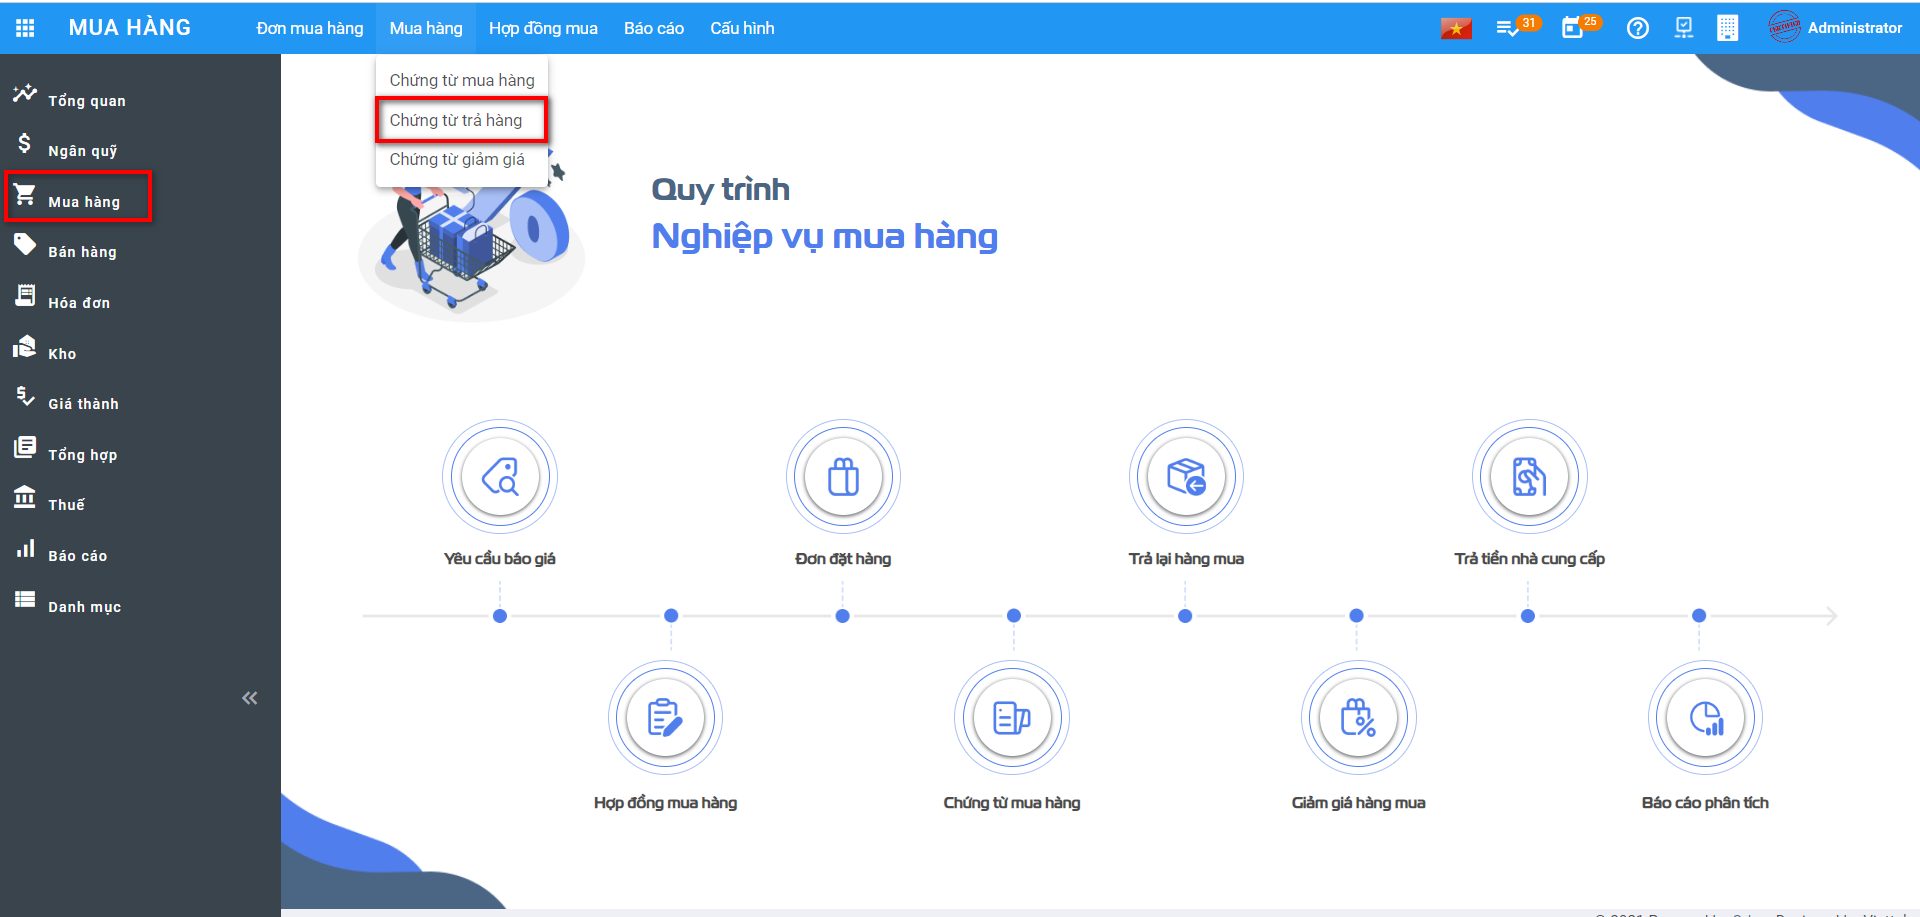 MUA HÀNG
Đơn mua hàng
Mua hàng
Hợp đồng mua
Báo cáo
Cấu hình
31
25
Administrator
Chứng từ mua hàng
Chứng từ trả hàng
Chứng từ giảm giá
Tổng quan
Ngân quỹ
Mua hàng
Bán hàng
Hóa đơn
Kho
Giá thành
Tổng hợp
Thuế
Báo cáo
Danh mục
Quy trình
Nghiệp vụ mua hàng
Yêu cầu báo giá
Đơn đặt hàng
Trả lại hàng mua
Trả tiền nhà cung cấp
Hợp đồng mua hàng
Chứng từ mua hàng
Giảm giá hàng mua
Báo cáo phân tích